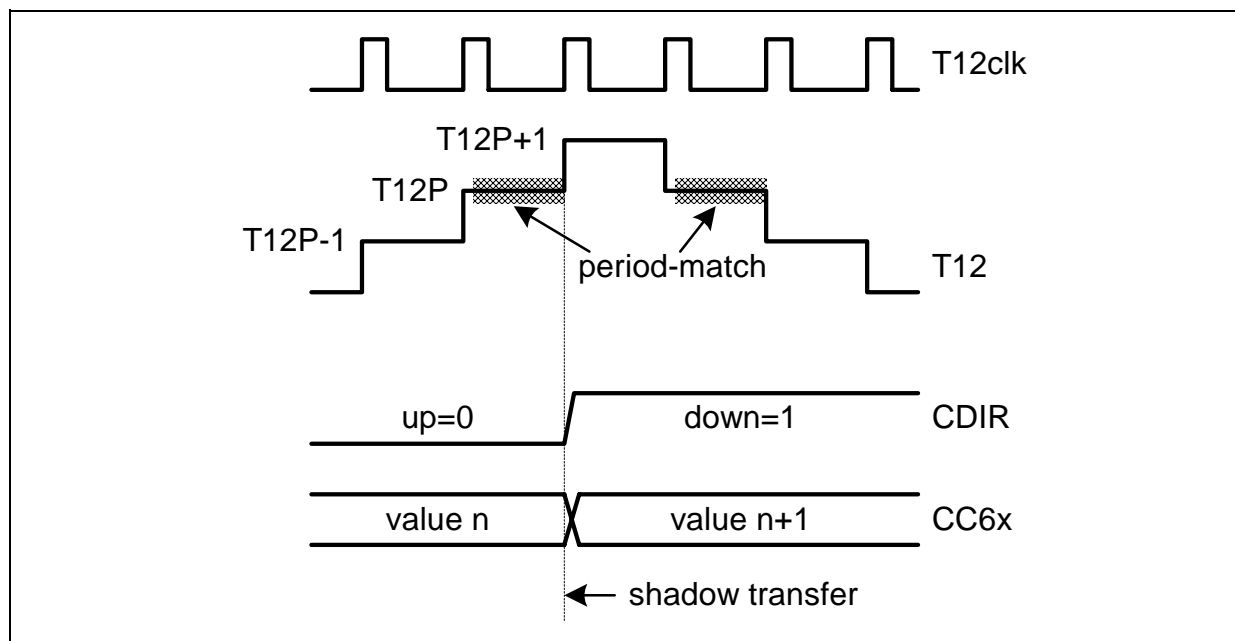 T12clk
T12P+1
T12P
T12P-1
period-match
T12
up=0
down=1
CDIR
value n
value n+1
CC6x
shadow transfer